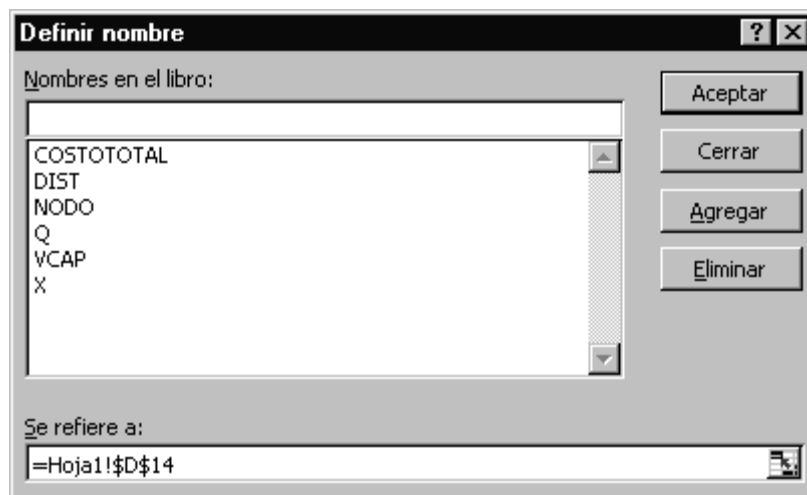 Definir nombre
Nombres en el libro:
Aceptar
COSTOTOTAL
DIST
NODO
Q
VCAP
X
Cerrar
Agregar
Eliminar
Se refiere a:
=Hoja1!$D$14